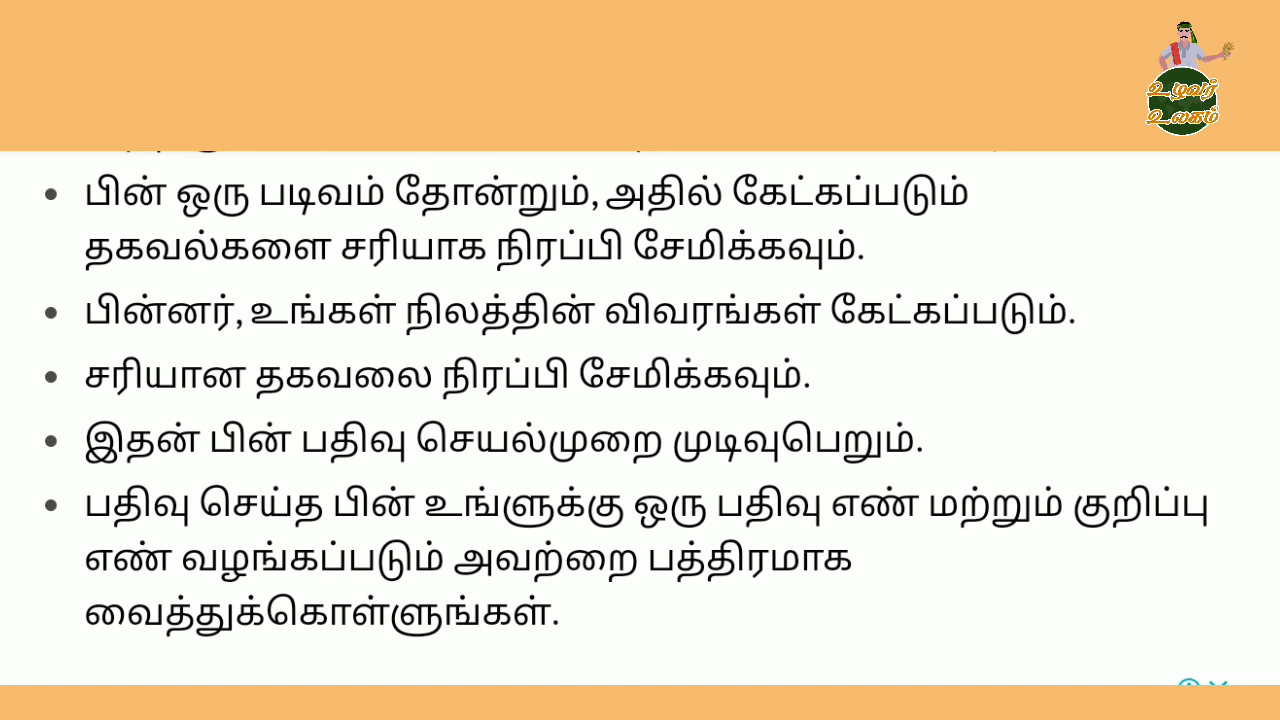 உழவர்
உலகம்
பின் ஒரு படிவம் தோன்றும், அதில் கேட்கப்படும்
தகவல்களை சரியாக நிரப்பி சேமிக்கவும்.
பின்னர், உங்கள் நிலத்தின் விவரங்கள் கேட்கப்படும்.
சரியான தகவலை நிரப்பி சேமிக்கவும்.
இதன் பின் பதிவு செயல்முறை முடிவுபெறும்.
பதிவு செய்த பின் உங்ளுக்கு ஒரு பதிவு எண் மற்றும் குறிப்பு
எண் வழங்கப்படும் அவற்றை பத்திரமாக
வைத்துக்கொள்ளுங்கள்.